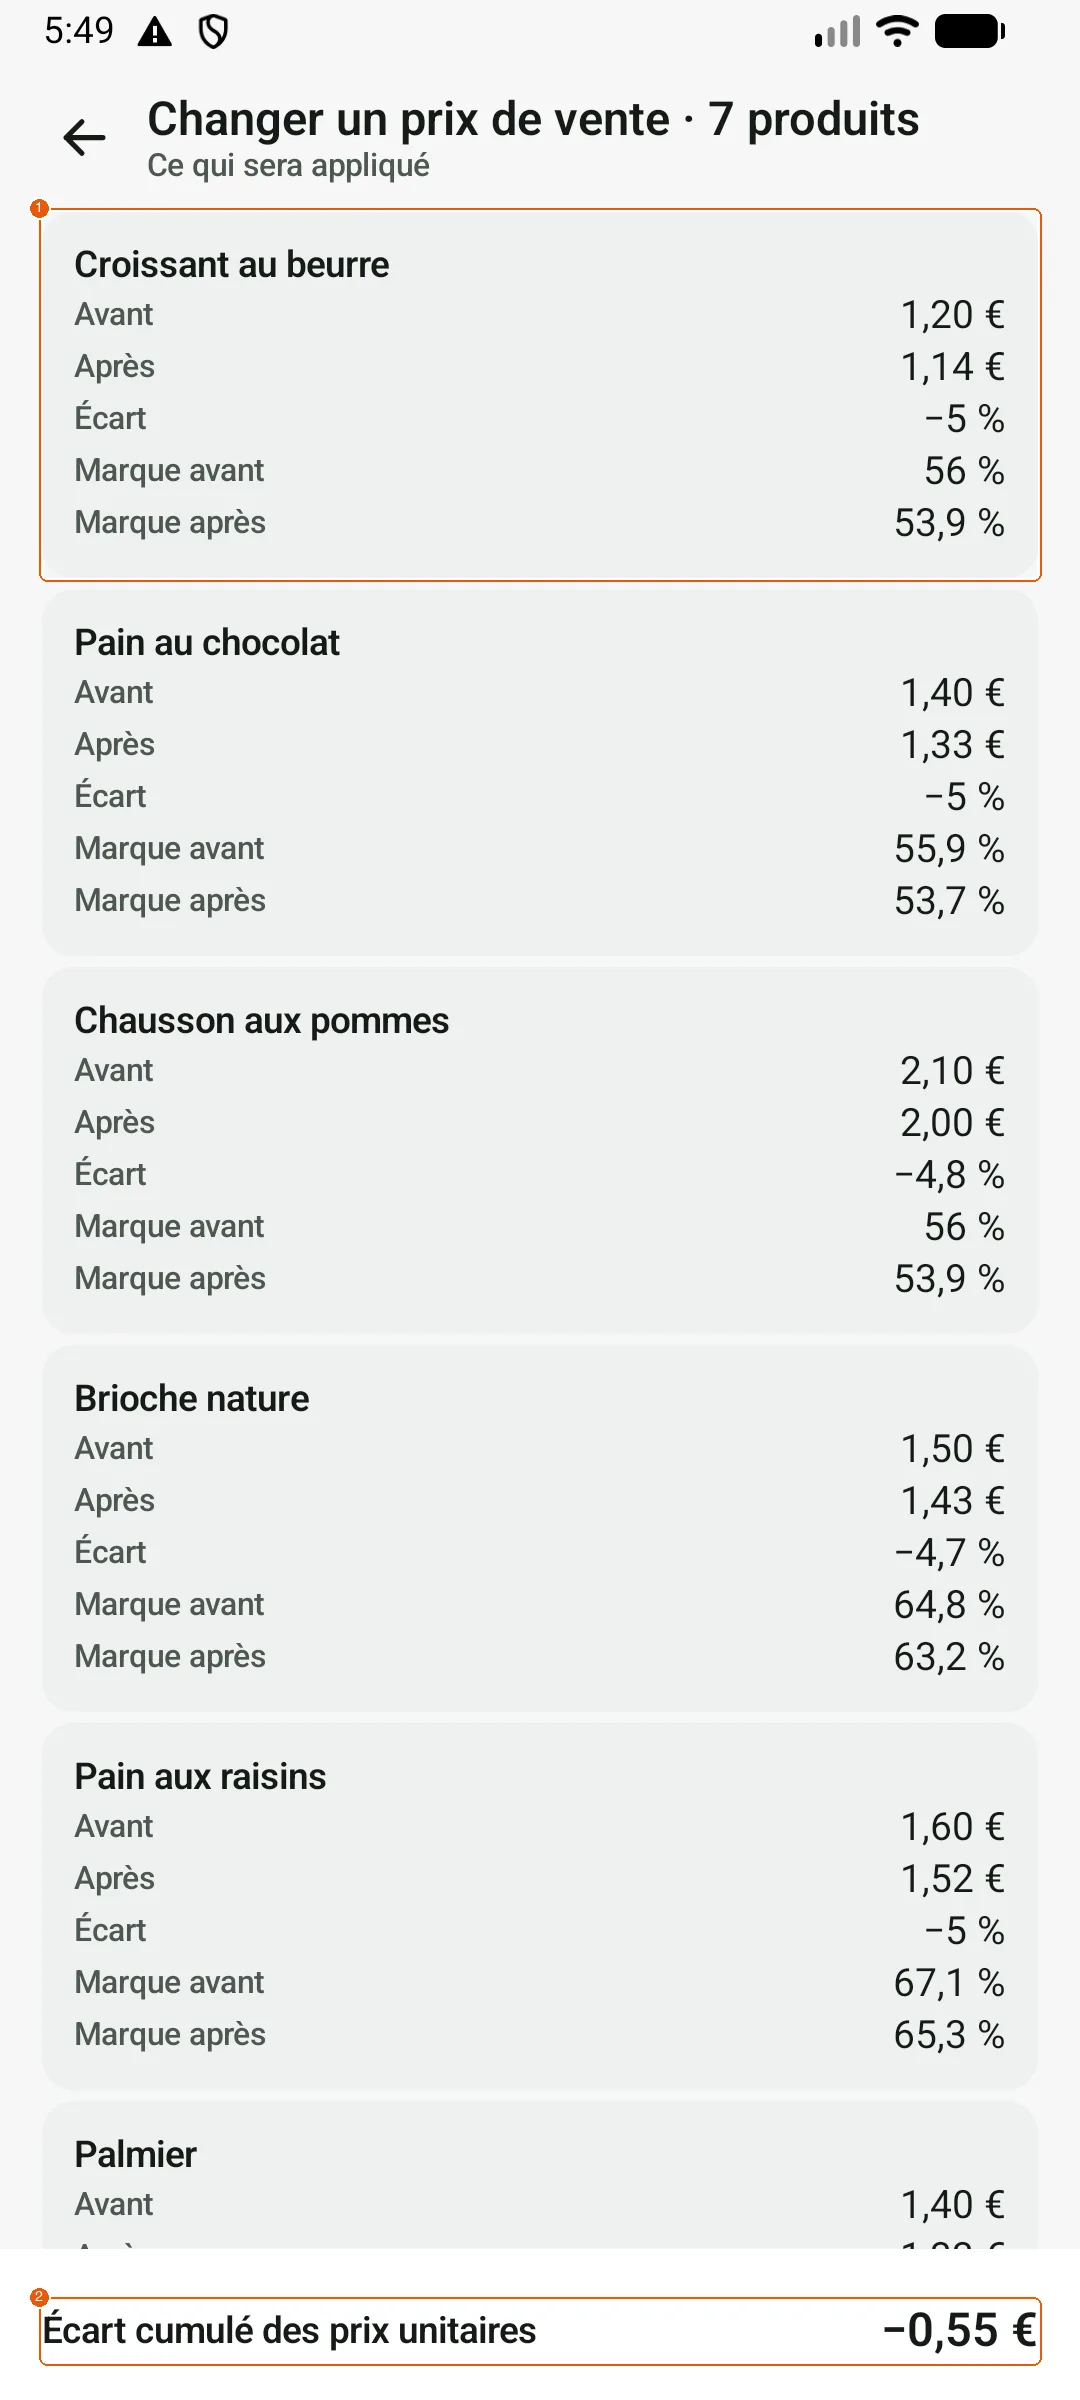 5:49
Changer un prix de vente · 7 produits
Ce qui sera appliqué
1
Croissant au beurre
Avant 1,20 €
Après 1,14 €
Écart −5 %
Marque avant 56 %
Marque après 53,9 %
Pain au chocolat
Avant 1,40 €
Après 1,33 €
Écart −5 %
Marque avant 55,9 %
Marque après 53,7 %
Chausson aux pommes
Avant 2,10 €
Après 2,00 €
Écart −4,8 %
Marque avant 56 %
Marque après 53,9 %
Brioche nature
Avant 1,50 €
Après 1,43 €
Écart −4,7 %
Marque avant 64,8 %
Marque après 63,2 %
Pain aux raisins
Avant 1,60 €
Après 1,52 €
Écart −5 %
Marque avant 67,1 %
Marque après 65,3 %
Palmier
Avant 1,40 €
2
Écart cumulé des prix unitaires −0,55 €